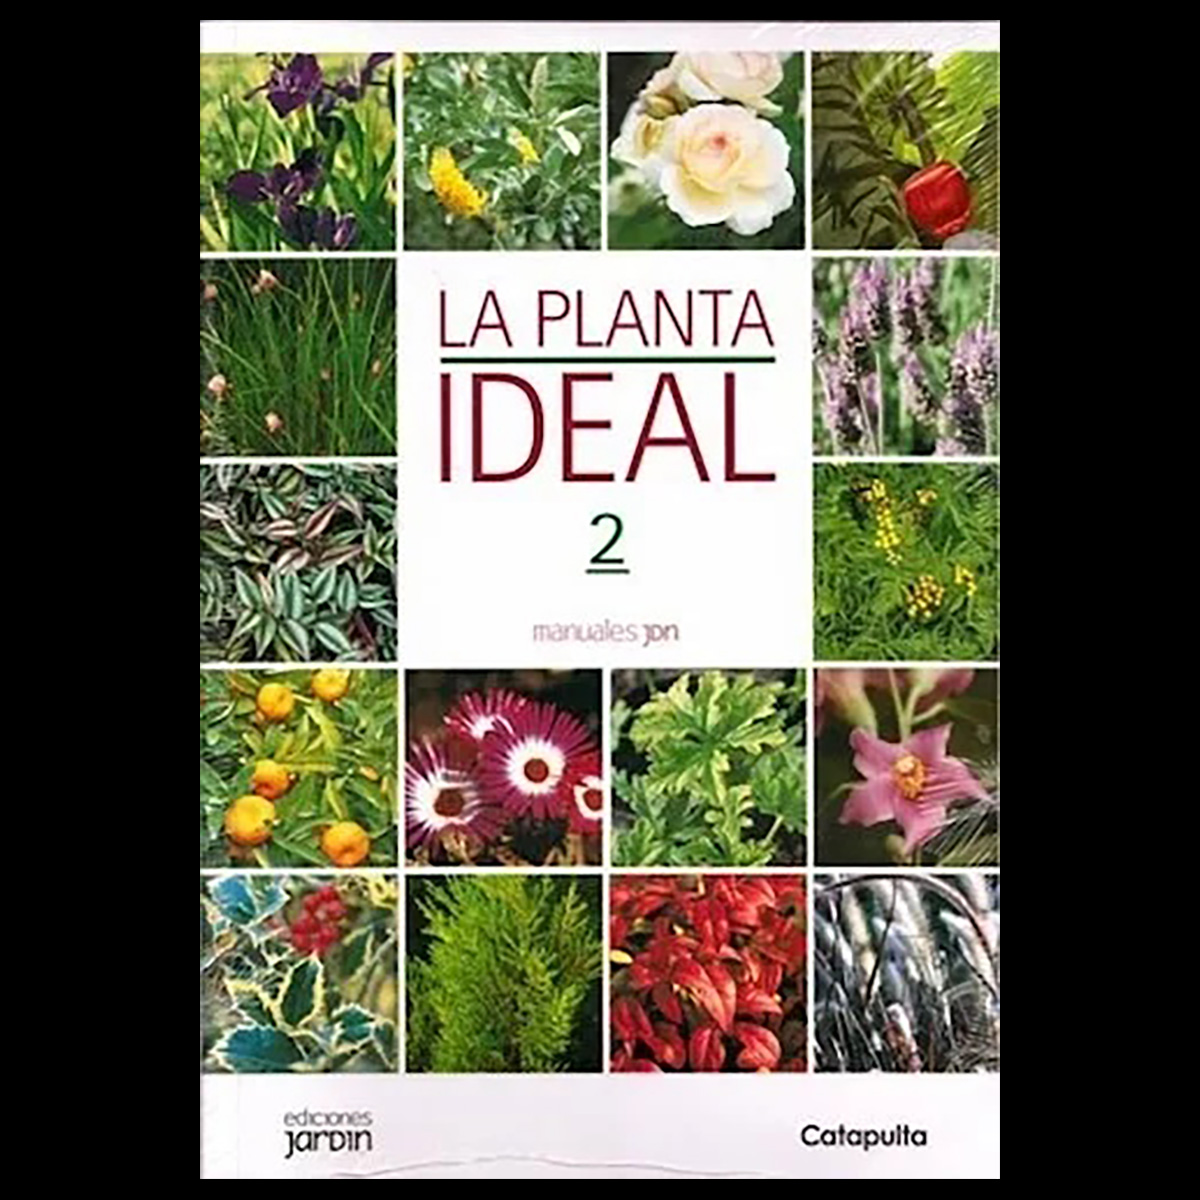 LA PLANTA
IDEAL
2
manuales JDN
ediciones
JARDIN
Catapulta